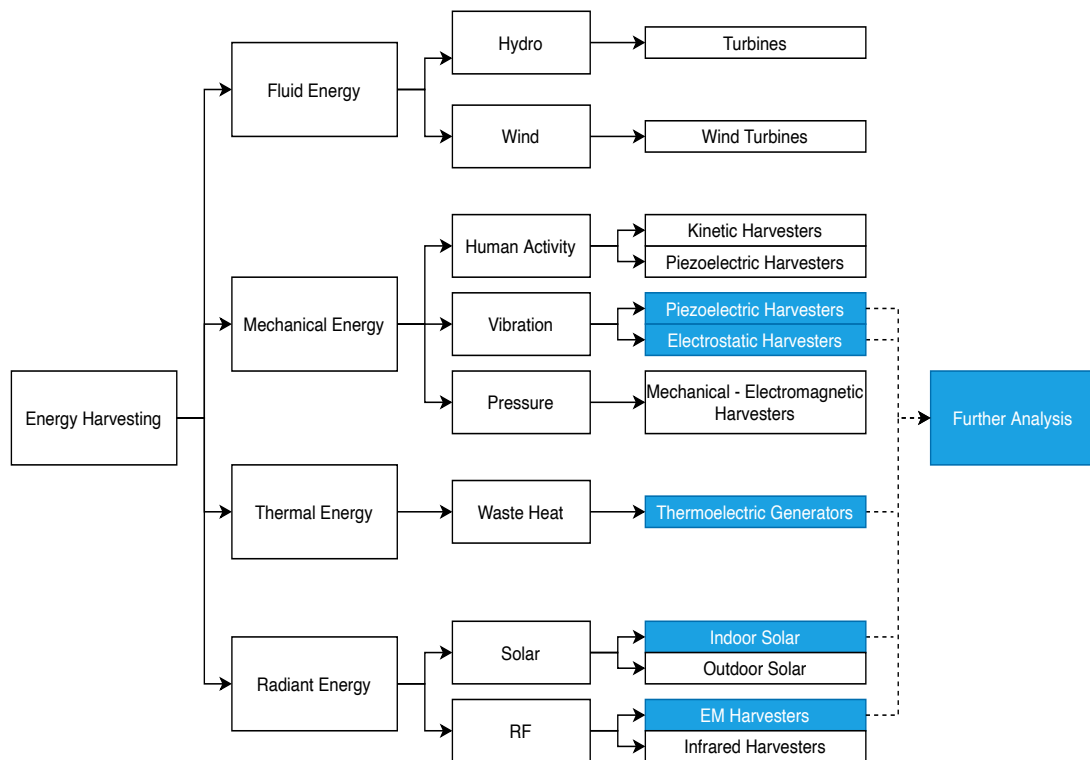 Energy Harvesting
Fluid Energy
Hydro
Turbines
Wind
Wind Turbines
Mechanical Energy
Human Activity
Kinetic Harvesters
Piezoelectric Harvesters
Vibration
Piezoelectric Harvesters
Electrostatic Harvesters
Pressure
Mechanical - Electromagnetic
Harvesters
Thermal Energy
Waste Heat
Thermoelectric Generators
Radiant Energy
Solar
Indoor Solar
Outdoor Solar
RF
EM Harvesters
Infrared Harvesters
Further Analysis